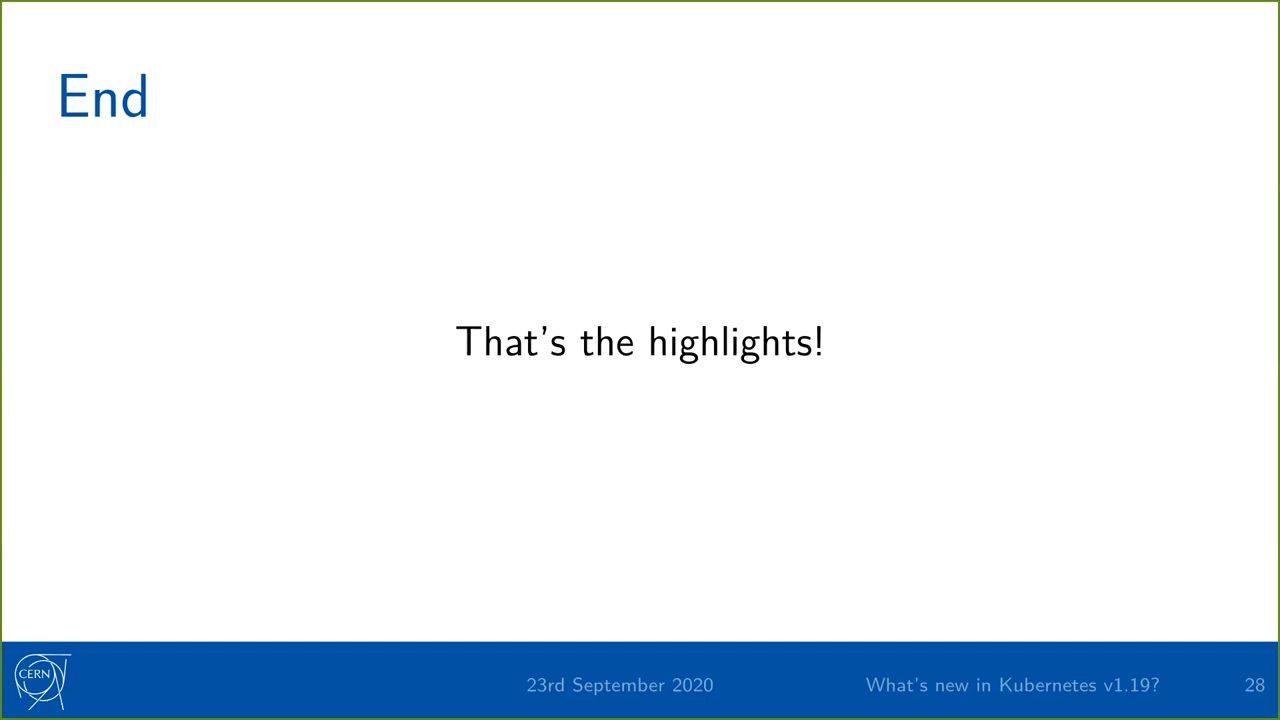 End
That's the highlights!
CERN
23rd September 2020
What's new in Kubernetes v1.19?
28